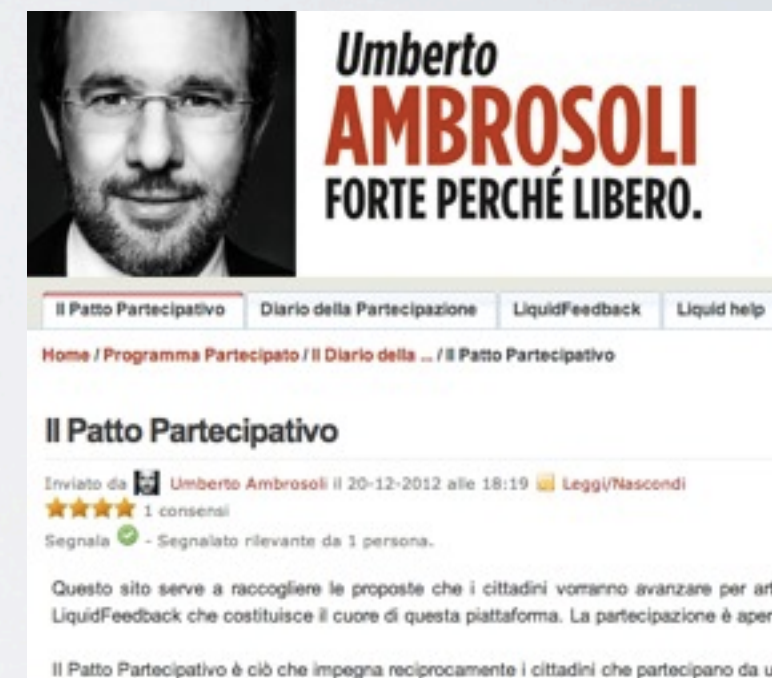 Umberto
AMBROSOLI
FORTE PERCHÉ LIBERO.
Il Patto Partecipativo Diario della Partecipazione LiquidFeedback Liquid help
Home / Programma Partecipato / Il Diario della ... / Il Patto Partecipativo
Il Patto Partecipativo
Inviato da Umberto Ambrosoli il 20-12-2012 alle 18:19 Leggi/Nascondi
1 consensi
Segnala - Segnalato rilevante da 1 persona.
Questo sito serve a raccogliere le proposte che i cittadini vorranno avanzare per
LiquidFeedback che costituisce il cuore di questa piattaforma. La partecipazione è
Il Patto Partecipativo è ciò che impegna reciprocamente i cittadini che partecipano da